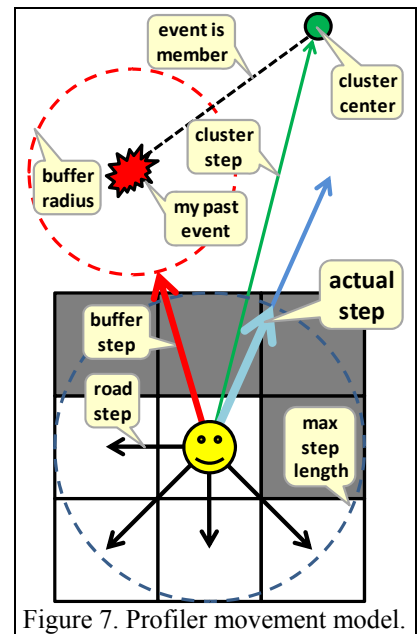 event is
member
cluster
center
cluster
step
buffer
radius
my past
event
actual
step
buffer
step
road
step
max
step
length
Figure 7. Profiler movement model.